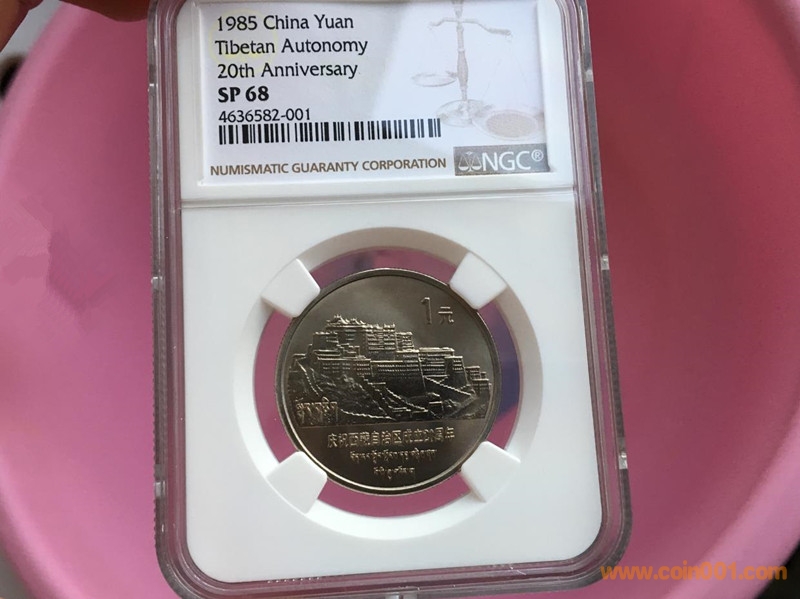 1985 China Yuan
Tibetan Autonomy
20th Anniversary
SP 68
4636582-001
NUMISMATIC GUARANTY CORPORATION NGC®
1元
庆祝西藏自治区成立20周年
www.coin001.com